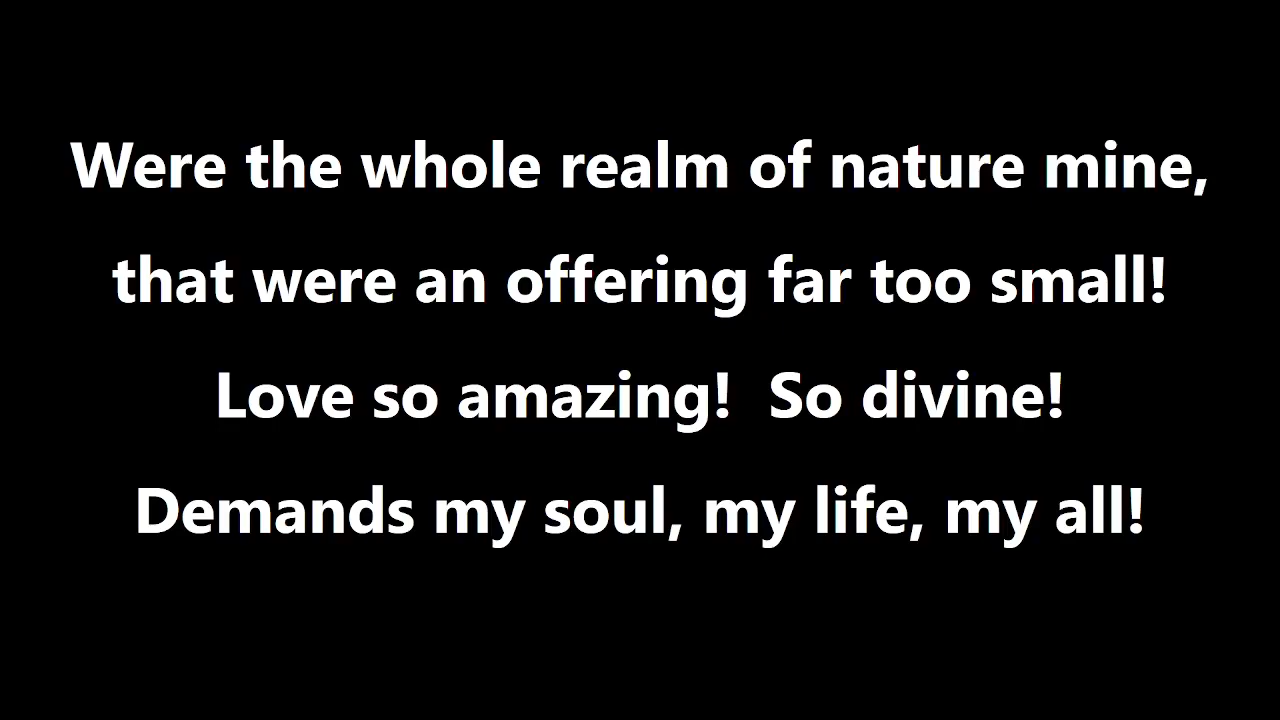 Were the whole realm of nature mine,
that were an offering far too small!
Love so amazing!  So divine!
Demands my soul, my life, my all!